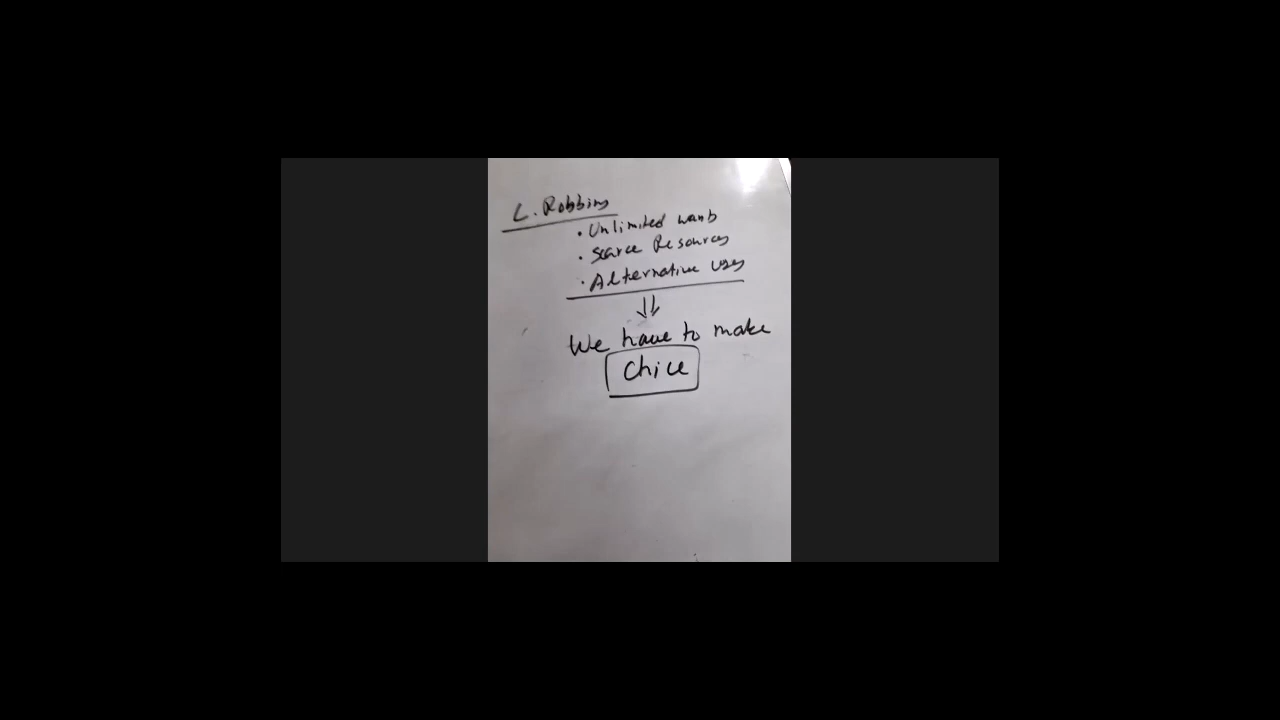 L. Robbins
• Unlimited wants
• Scarce Resources
• Alternative uses
⇓
We have to make
Chice